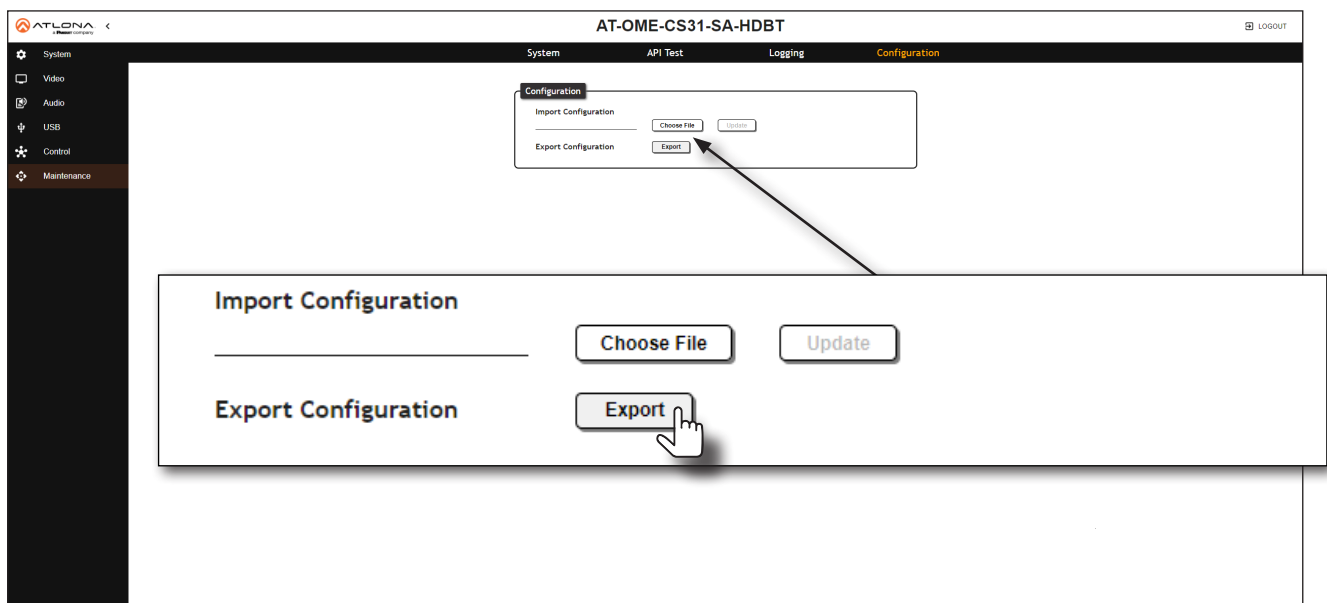 ATLONA
a Panduit company
AT-OME-CS31-SA-HDBT
LOGOUT
System
System API Test Logging Configuration
Video
Audio
USB
Control
Maintenance
Configuration
Import Configuration
Choose File Update
Export Configuration Export
Import Configuration
Choose File Update
Export Configuration Export